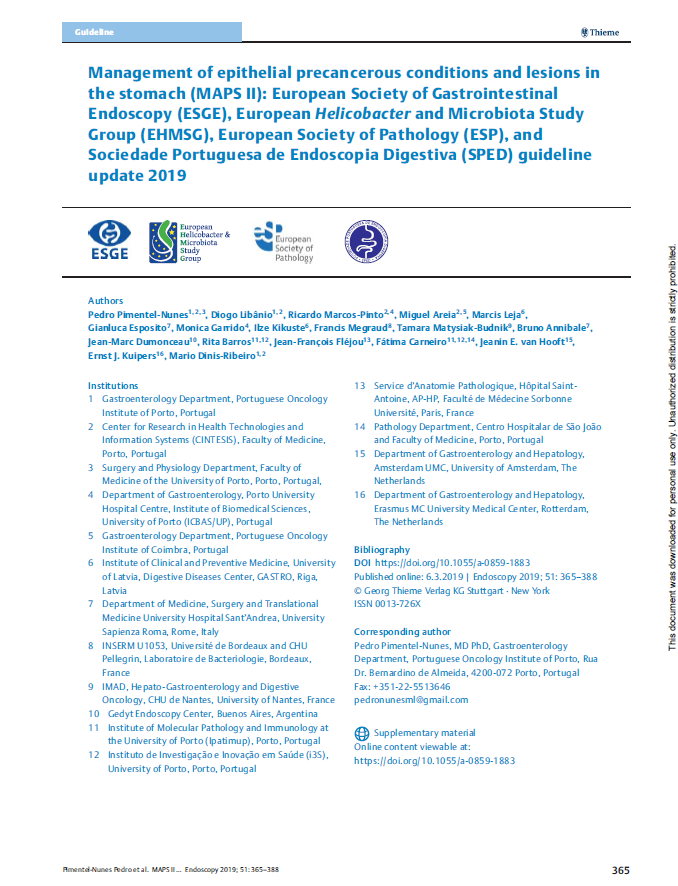 Guideline
Thieme
Management of epithelial precancerous conditions and lesions in
the stomach (MAPS II): European Society of Gastrointestinal
Endoscopy (ESGE), European Helicobacter and Microbiota Study
Group (EHMSG), European Society of Pathology (ESP), and
Sociedade Portuguesa de Endoscopia Digestiva (SPED) guideline
update 2019
ESGE
European
Helicobacter &
Microbiota
Study
Group
eSP
European
Society of
Pathology
Authors
Pedro Pimentel-Nunes1, 2, 3, Diogo Libânio1, 2, Ricardo Marcos-Pinto2, 4, Miguel Areia2, 5, Marcis Leja6,
Gianluca Esposito7, Monica Garrido4, Ilze Kikuste6, Francis Megraud8, Tamara Matysiak-Budnik9, Bruno Annibale7,
Jean-Marc Dumonceau10, Rita Barros11,12, Jean-François Fléjou13, Fátima Carneiro11,12,14, Jeanin E. van Hooft15,
Ernst J. Kuipers16, Mario Dinis-Ribeiro1,2
Institutions
1 Gastroenterology Department, Portuguese Oncology
Institute of Porto, Portugal
2 Center for Research in Health Technologies and
Information Systems (CINTESIS), Faculty of Medicine,
Porto, Portugal
3 Surgery and Physiology Department, Faculty of
Medicine of the University of Porto, Porto, Portugal,
4 Department of Gastroenterology, Porto University
Hospital Centre, Institute of Biomedical Sciences,
University of Porto (ICBAS/UP), Portugal
5 Gastroenterology Department, Portuguese Oncology
Institute of Coimbra, Portugal
6 Institute of Clinical and Preventive Medicine, University
of Latvia, Digestive Diseases Center, GASTRO, Riga,
Latvia
7 Department of Medicine, Surgery and Translational
Medicine University Hospital Sant'Andrea, University
Sapienza Roma, Rome, Italy
8 INSERM U1053, Université de Bordeaux and CHU
Pellegrin, Laboratoire de Bacteriologie, Bordeaux,
France
9 IMAD, Hepato-Gastroenterology and Digestive
Oncology, CHU de Nantes, University of Nantes, France
10 Gedyt Endoscopy Center, Buenos Aires, Argentina
11 Institute of Molecular Pathology and Immunology at
the University of Porto (Ipatimup), Porto, Portugal
12 Instituto de Investigação e Inovação em Saúde (i3S),
University of Porto, Porto, Portugal
13 Service d'Anatomie Pathologique, Hôpital Saint-
Antoine, AP-HP, Faculté de Médecine Sorbonne
Université, Paris, France
14 Pathology Department, Centro Hospitalar de São João
and Faculty of Medicine, Porto, Portugal
15 Department of Gastroenterology and Hepatology,
Amsterdam UMC, University of Amsterdam, The
Netherlands
16 Department of Gastroenterology and Hepatology,
Erasmus MC University Medical Center, Rotterdam,
The Netherlands
Bibliography
DOI https://doi.org/10.1055/a-0859-1883
Published online: 6.3.2019 | Endoscopy 2019; 51: 365–388
© Georg Thieme Verlag KG Stuttgart · New York
ISSN 0013-726X
Corresponding author
Pedro Pimentel-Nunes, MD PhD, Gastroenterology
Department, Portuguese Oncology Institute of Porto, Rua
Dr. Bernardino de Almeida, 4200-072 Porto, Portugal
Fax: +351-22-5513646
pedronunesml@gmail.com
Supplementary material
Online content viewable at:
https://doi.org/10.1055/a-0859-1883
Pimentel-Nunes Pedro et al. MAPS II … Endoscopy 2019; 51: 365–388
365
This document was downloaded for personal use only. Unauthorized distribution is strictly prohibited.